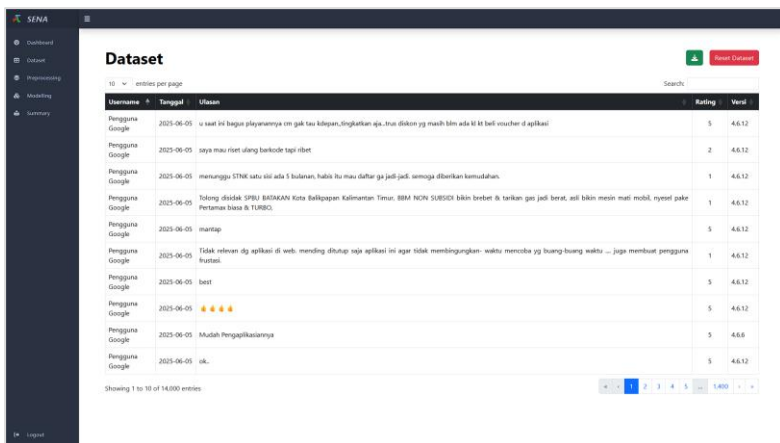 SENA
Dashboard
Dataset
Preprocessing
Modelling
Summary
Logout
Dataset
Reset Dataset
10 entries per page
Search:
Username Tanggal Ulasan Rating Versi
Pengguna Google 2025-06-05 u saat ini bagus playanannya cm gak tau kdepan,,tingkatkan aja...trus diskon yg masih blm ada kl kt beli voucher d aplikasi 5 4.6.12
Pengguna Google 2025-06-05 saya mau riset ulang barkode tapi ribet 2 4.6.12
Pengguna Google 2025-06-05 menunggu STNK satu sisi ada 5 bulanan, habis itu mau daftar ga jadi-jadi. semoga diberikan kemudahan. 1 4.6.12
Pengguna Google 2025-06-05 Tolong disidak SPBU BATAKAN Kota Balikpapan Kalimantan Timur, BBM NON SUBSIDI bikin brebet & tarikan gas jadi berat, asli bikin mesin mati mobil, nyesel pake
Pertamax biasa & TURBO.
1 4.6.12
Pengguna Google 2025-06-05 mantap 5 4.6.12
Pengguna Google 2025-06-05 Tidak relevan dg aplikasi di web. mending ditutup saja aplikasi ini agar tidak membingungkan- waktu mencoba yg buang-buang waktu .... juga membuat pengguna
frustasi.
1 4.6.12
Pengguna Google 2025-06-05 best 5 4.6.12
Pengguna Google 2025-06-05 5 4.6.12
Pengguna Google 2025-06-05 Mudah Pengaplikasiannya 5 4.6.6
Pengguna Google 2025-06-05 ok.. 5 4.6.12
Showing 1 to 10 of 14,000 entries
« ‹ 1 2 3 4 5 ... 1,400 › »